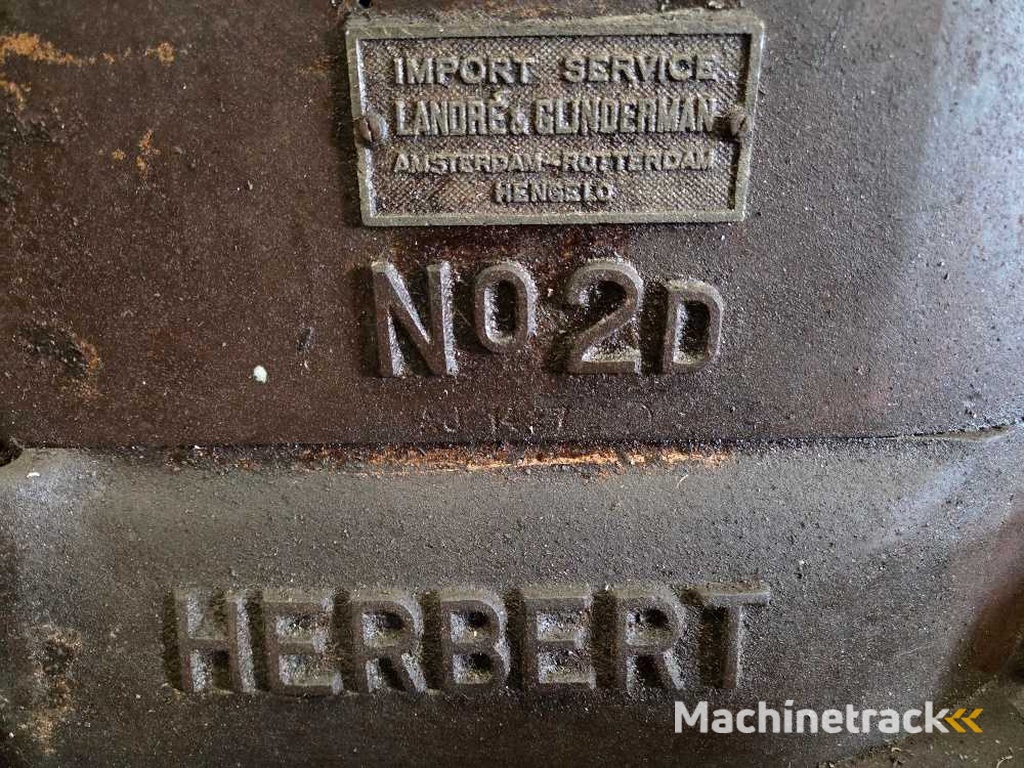 IMPORT SERVICE
LANDRÉ & GLINDERMAN
AMSTERDAM-ROTTERDAM
HENGELO
No 2D
HERBERT
Machinetrack